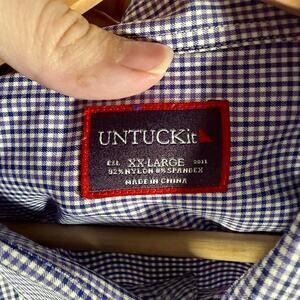 UNTUCKit
EST. XX-LARGE 2011
92% NYLON 8% SPANDEX
MADE IN CHINA